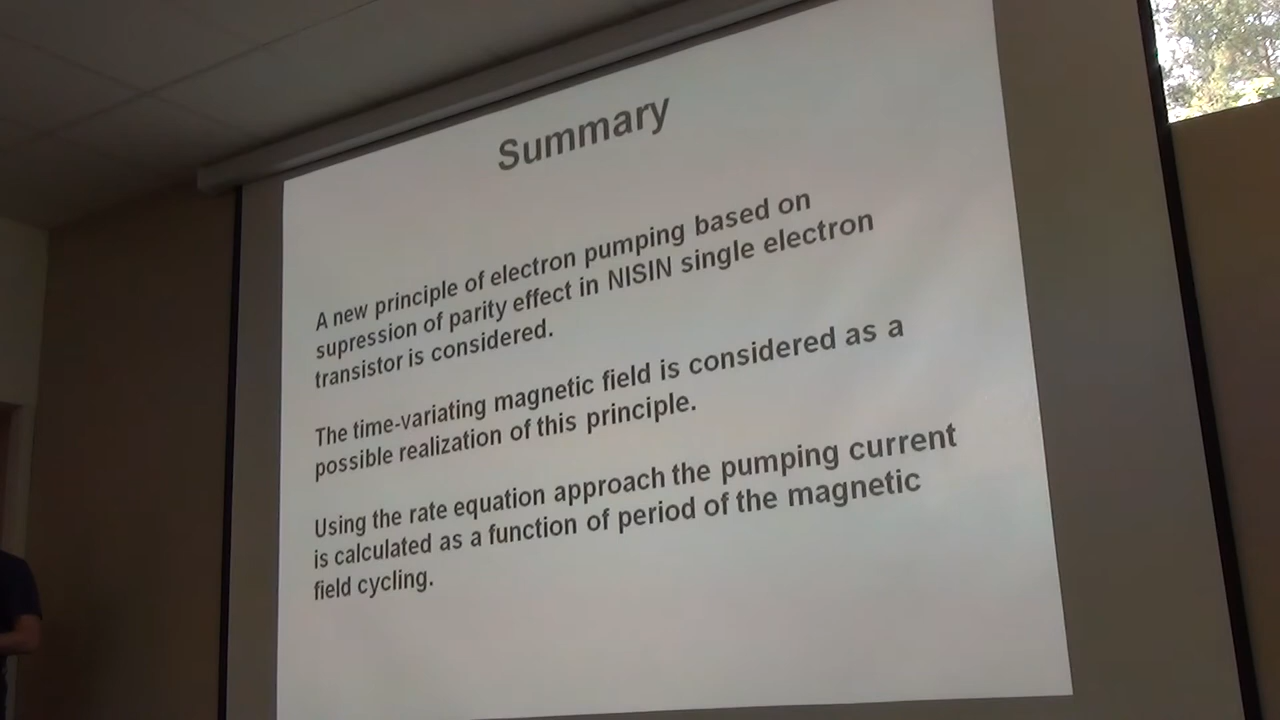 Summary
A new principle of electron pumping based on
supression of parity effect in NISIN single electron
transistor is considered.
The time-variating magnetic field is considered as a
possible realization of this principle.
Using the rate equation approach the pumping current
is calculated as a function of period of the magnetic
field cycling.